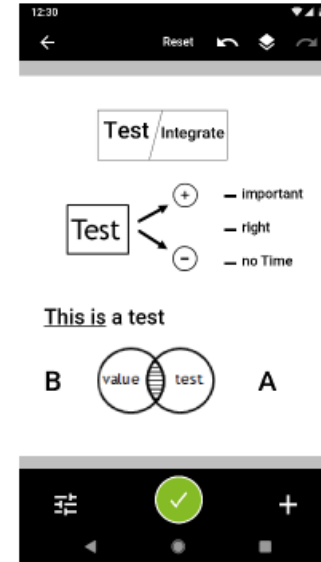 12:30
Reset
Test / Integrate
Test
+
-
– important
– right
– no Time
This is a test
B value test A